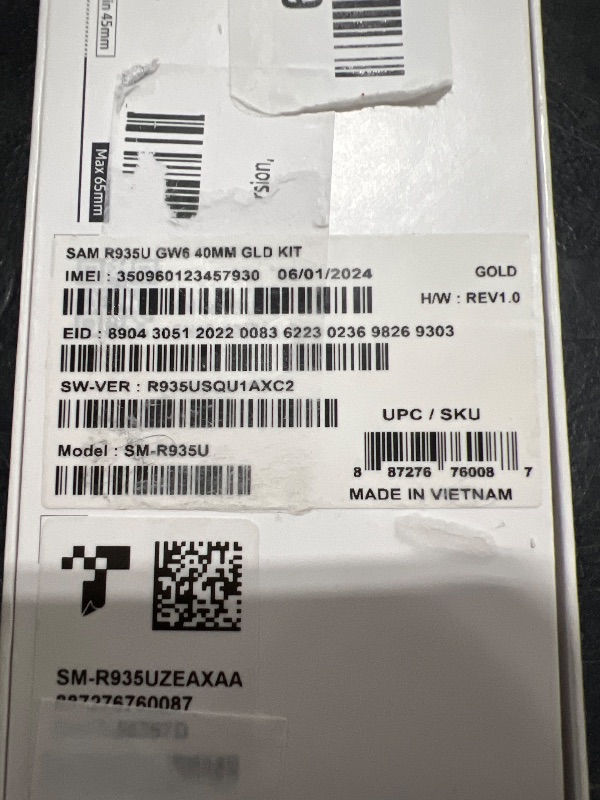 in 45mm
Max 65mm
rsion,
SAM R935U GW6 40MM GLD KIT
IMEI : 350960123457930 06/01/2024
GOLD
H/W : REV1.0
EID : 8904 3051 2022 0083 6223 0236 9826 9303
SW-VER : R935USQU1AXC2
UPC / SKU
Model : SM-R935U
8 87276 76008 7
MADE IN VIETNAM
SM-R935UZEAXAA
887276760087